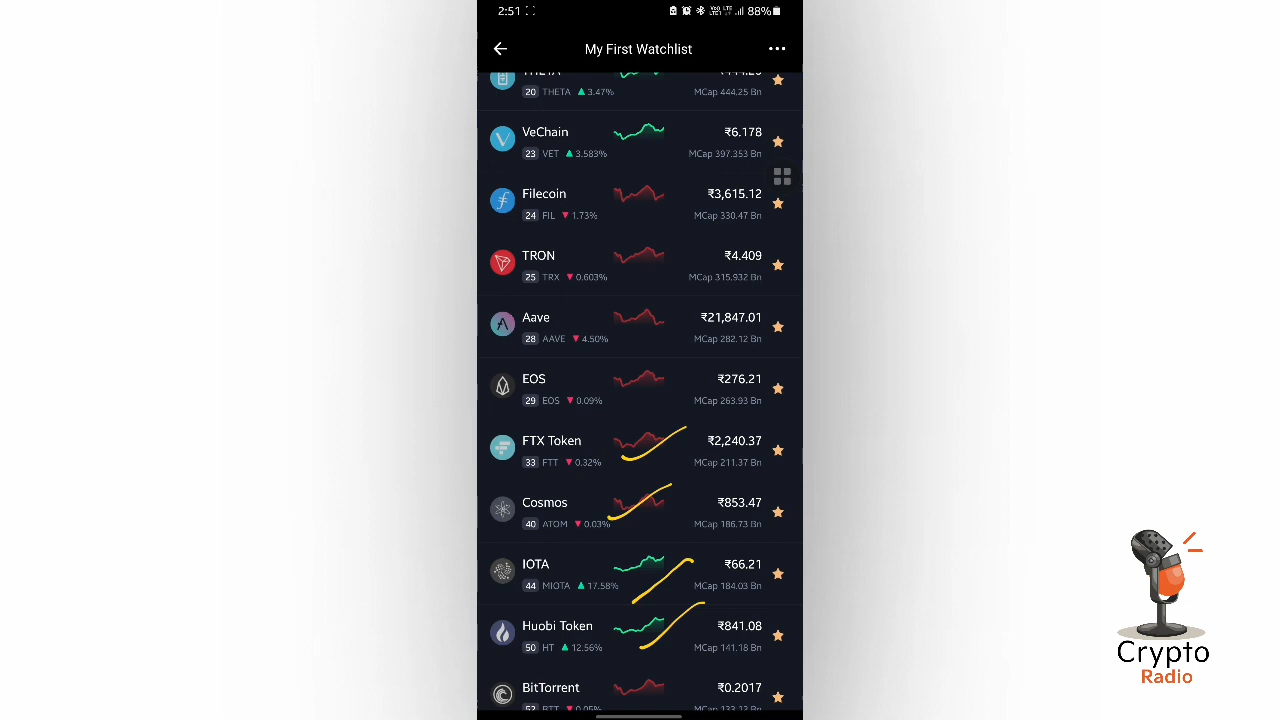 2:51 88%
My First Watchlist
20 THETA 3.47% MCap 444.25 Bn
VeChain ₹6.178
23 VET 3.583% MCap 397.353 Bn
Filecoin ₹3,615.12
24 FIL 1.73% MCap 330.47 Bn
TRON ₹4.409
25 TRX 0.603% MCap 315.932 Bn
Aave ₹21,847.01
28 AAVE 4.50% MCap 282.12 Bn
EOS ₹276.21
29 EOS 0.09% MCap 263.93 Bn
FTX Token ₹2,240.37
33 FTT 0.32% MCap 211.37 Bn
Cosmos ₹853.47
40 ATOM 0.03% MCap 186.73 Bn
IOTA ₹66.21
44 MIOTA 17.58% MCap 184.03 Bn
Huobi Token ₹841.08
50 HT 12.56% MCap 141.18 Bn
BitTorrent ₹0.2017
Crypto
Radio